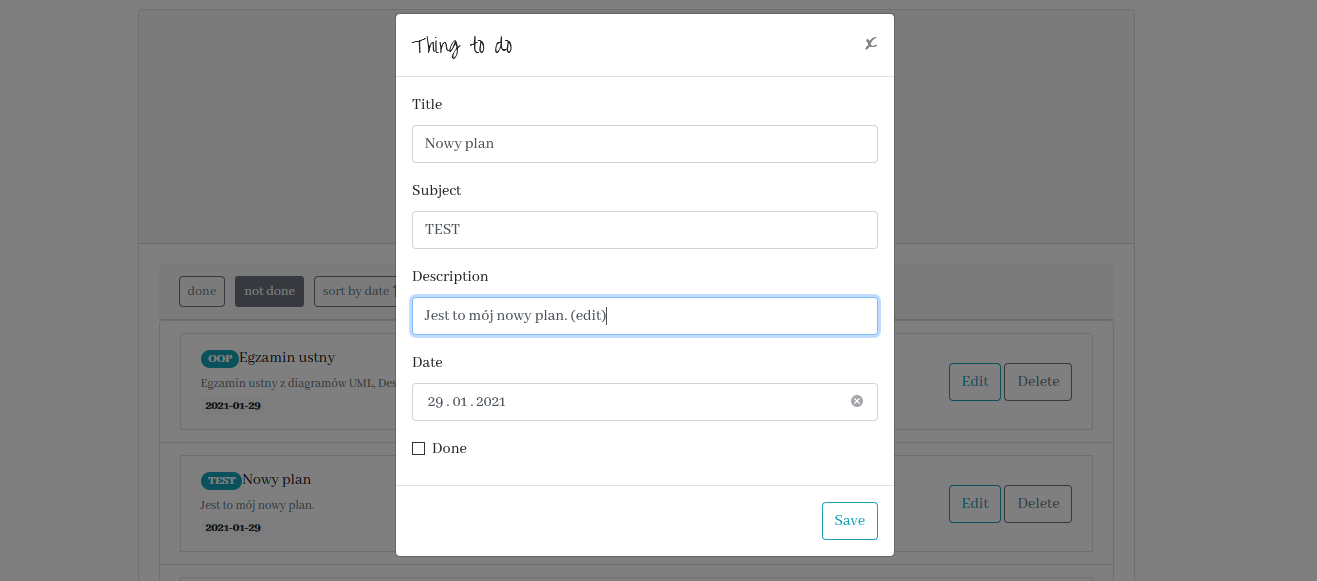 Thing to do
Title
Nowy plan
Subject
TEST
Description
Jest to mój nowy plan. (edit)
Date
29 . 01 . 2021
Done
Save
done
not done
sort by date
OOP Egzamin ustny
Egzamin ustny z diagramów UML,
2021-01-29
Edit Delete
TEST Nowy plan
Jest to mój nowy plan.
2021-01-29
Edit Delete